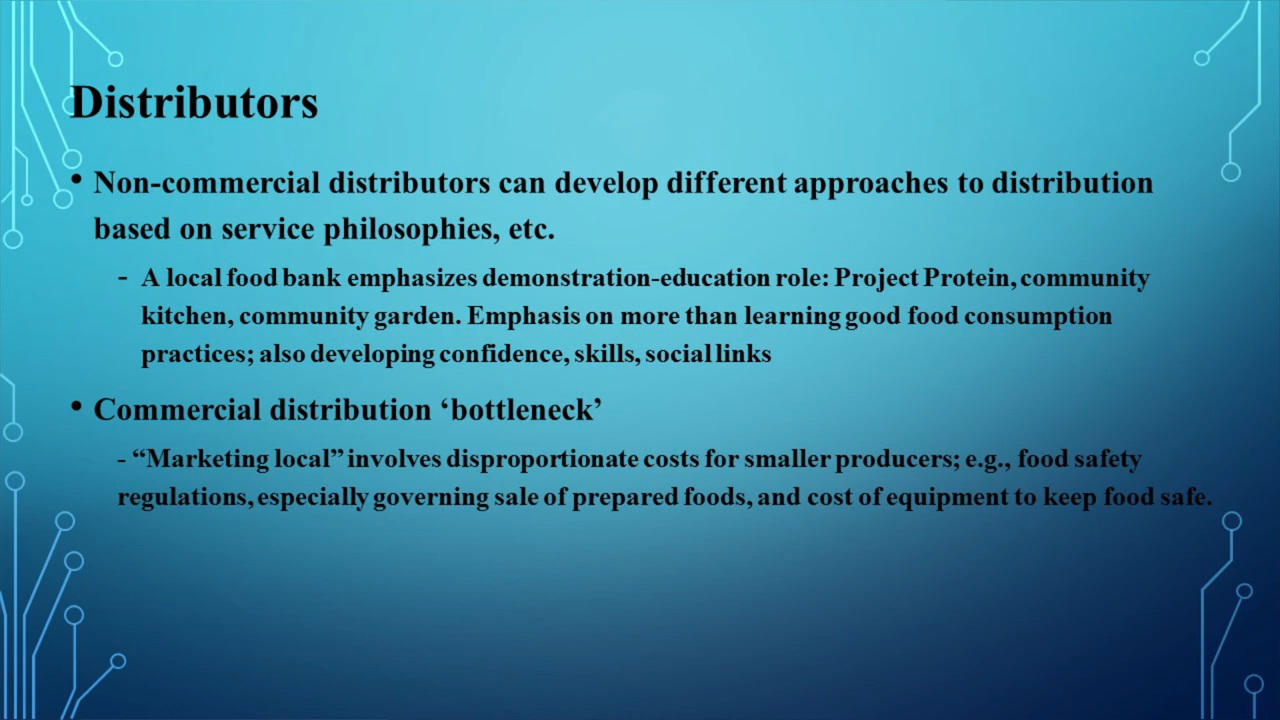 Distributors
• Non-commercial distributors can develop different approaches to distribution
based on service philosophies, etc.
- A local food bank emphasizes demonstration-education role: Project Protein, community
kitchen, community garden. Emphasis on more than learning good food consumption
practices; also developing confidence, skills, social links
• Commercial distribution ‘bottleneck’
- “Marketing local” involves disproportionate costs for smaller producers; e.g., food safety
regulations, especially governing sale of prepared foods, and cost of equipment to keep food safe.